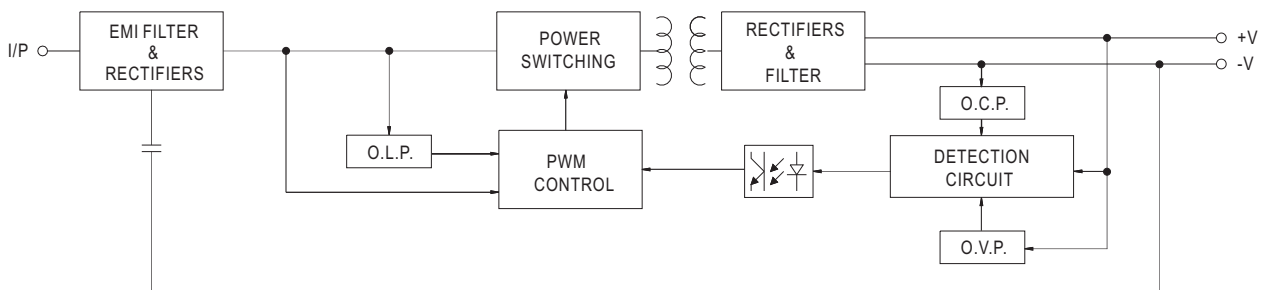 I/P
EMI FILTER
&
RECTIFIERS
POWER
SWITCHING
RECTIFIERS
&
FILTER
+V
-V
O.C.P.
O.L.P.
PWM
CONTROL
DETECTION
CIRCUIT
O.V.P.